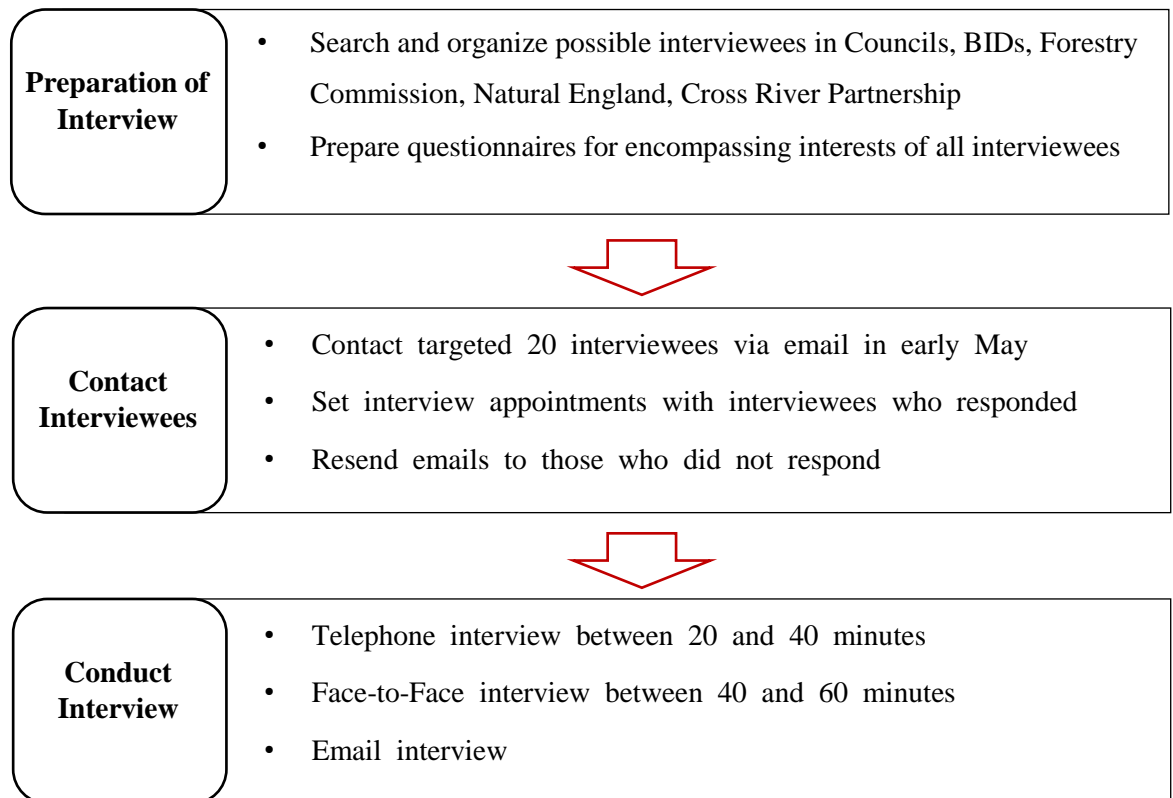 Preparation of
Interview
• Search and organize possible interviewees in Councils, BIDs, Forestry
Commission, Natural England, Cross River Partnership
• Prepare questionnaires for encompassing interests of all interviewees
Contact
Interviewees
• Contact targeted 20 interviewees via email in early May
• Set interview appointments with interviewees who responded
• Resend emails to those who did not respond
Conduct
Interview
• Telephone interview between 20 and 40 minutes
• Face-to-Face interview between 40 and 60 minutes
• Email interview